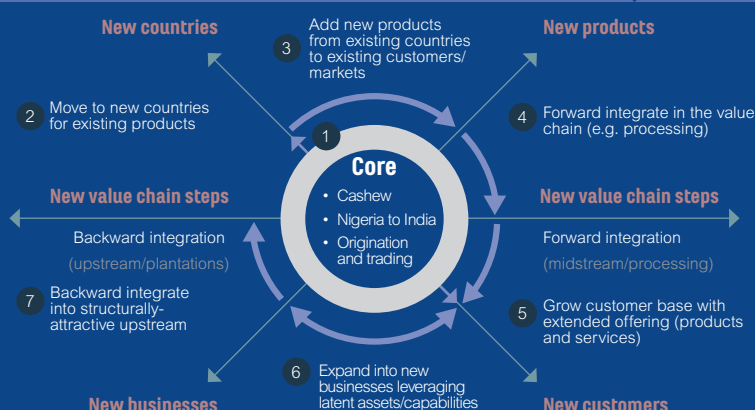 New countries
3
Add new products
from existing countries
to existing customers/
markets
New products
2
Move to new countries
for existing products
1
4
Forward integrate in the value
chain (e.g. processing)
Core
• Cashew
• Nigeria to India
• Origination
and trading
New value chain steps
Backward integration
(upstream/plantations)
New value chain steps
Forward integration
(midstream/processing)
7
Backward integrate
into structurally-
attractive upstream
5
Grow customer base with
extended offering (products
and services)
6
Expand into new
businesses leveraging
latent assets/capabilities
New businesses
New customers